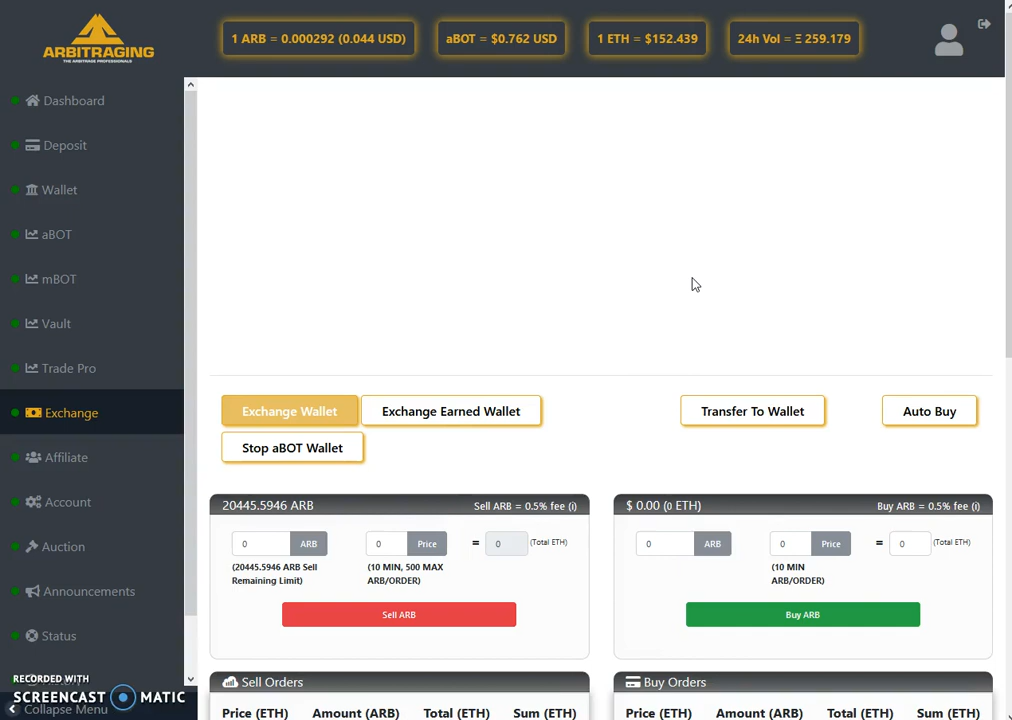 ARBITRAGING
THE ARBITRAGE PROFESSIONALS
1 ARB = 0.000292 (0.044 USD)
aBOT = $0.762 USD
1 ETH = $152.439
24h Vol = Ξ 259.179
Dashboard
Deposit
Wallet
aBOT
mBOT
Vault
Trade Pro
Exchange
Affiliate
Account
Auction
Announcements
Status
Collapse Menu
RECORDED WITH
SCREENCAST MATIC
Exchange Wallet
Exchange Earned Wallet
Transfer To Wallet
Auto Buy
Stop aBOT Wallet
20445.5946 ARB
Sell ARB = 0.5% fee (i)
0 ARB
0 Price
= 0 (Total ETH)
(20445.5946 ARB Sell
Remaining Limit)
(10 MIN, 500 MAX
ARB/ORDER)
Sell ARB
$ 0.00 (0 ETH)
Buy ARB = 0.5% fee (i)
0 ARB
0 Price
= 0 (Total ETH)
(10 MIN
ARB/ORDER)
Buy ARB
Sell Orders
Price (ETH) Amount (ARB) Total (ETH) Sum (ETH)
Buy Orders
Price (ETH) Amount (ARB) Total (ETH) Sum (ETH)